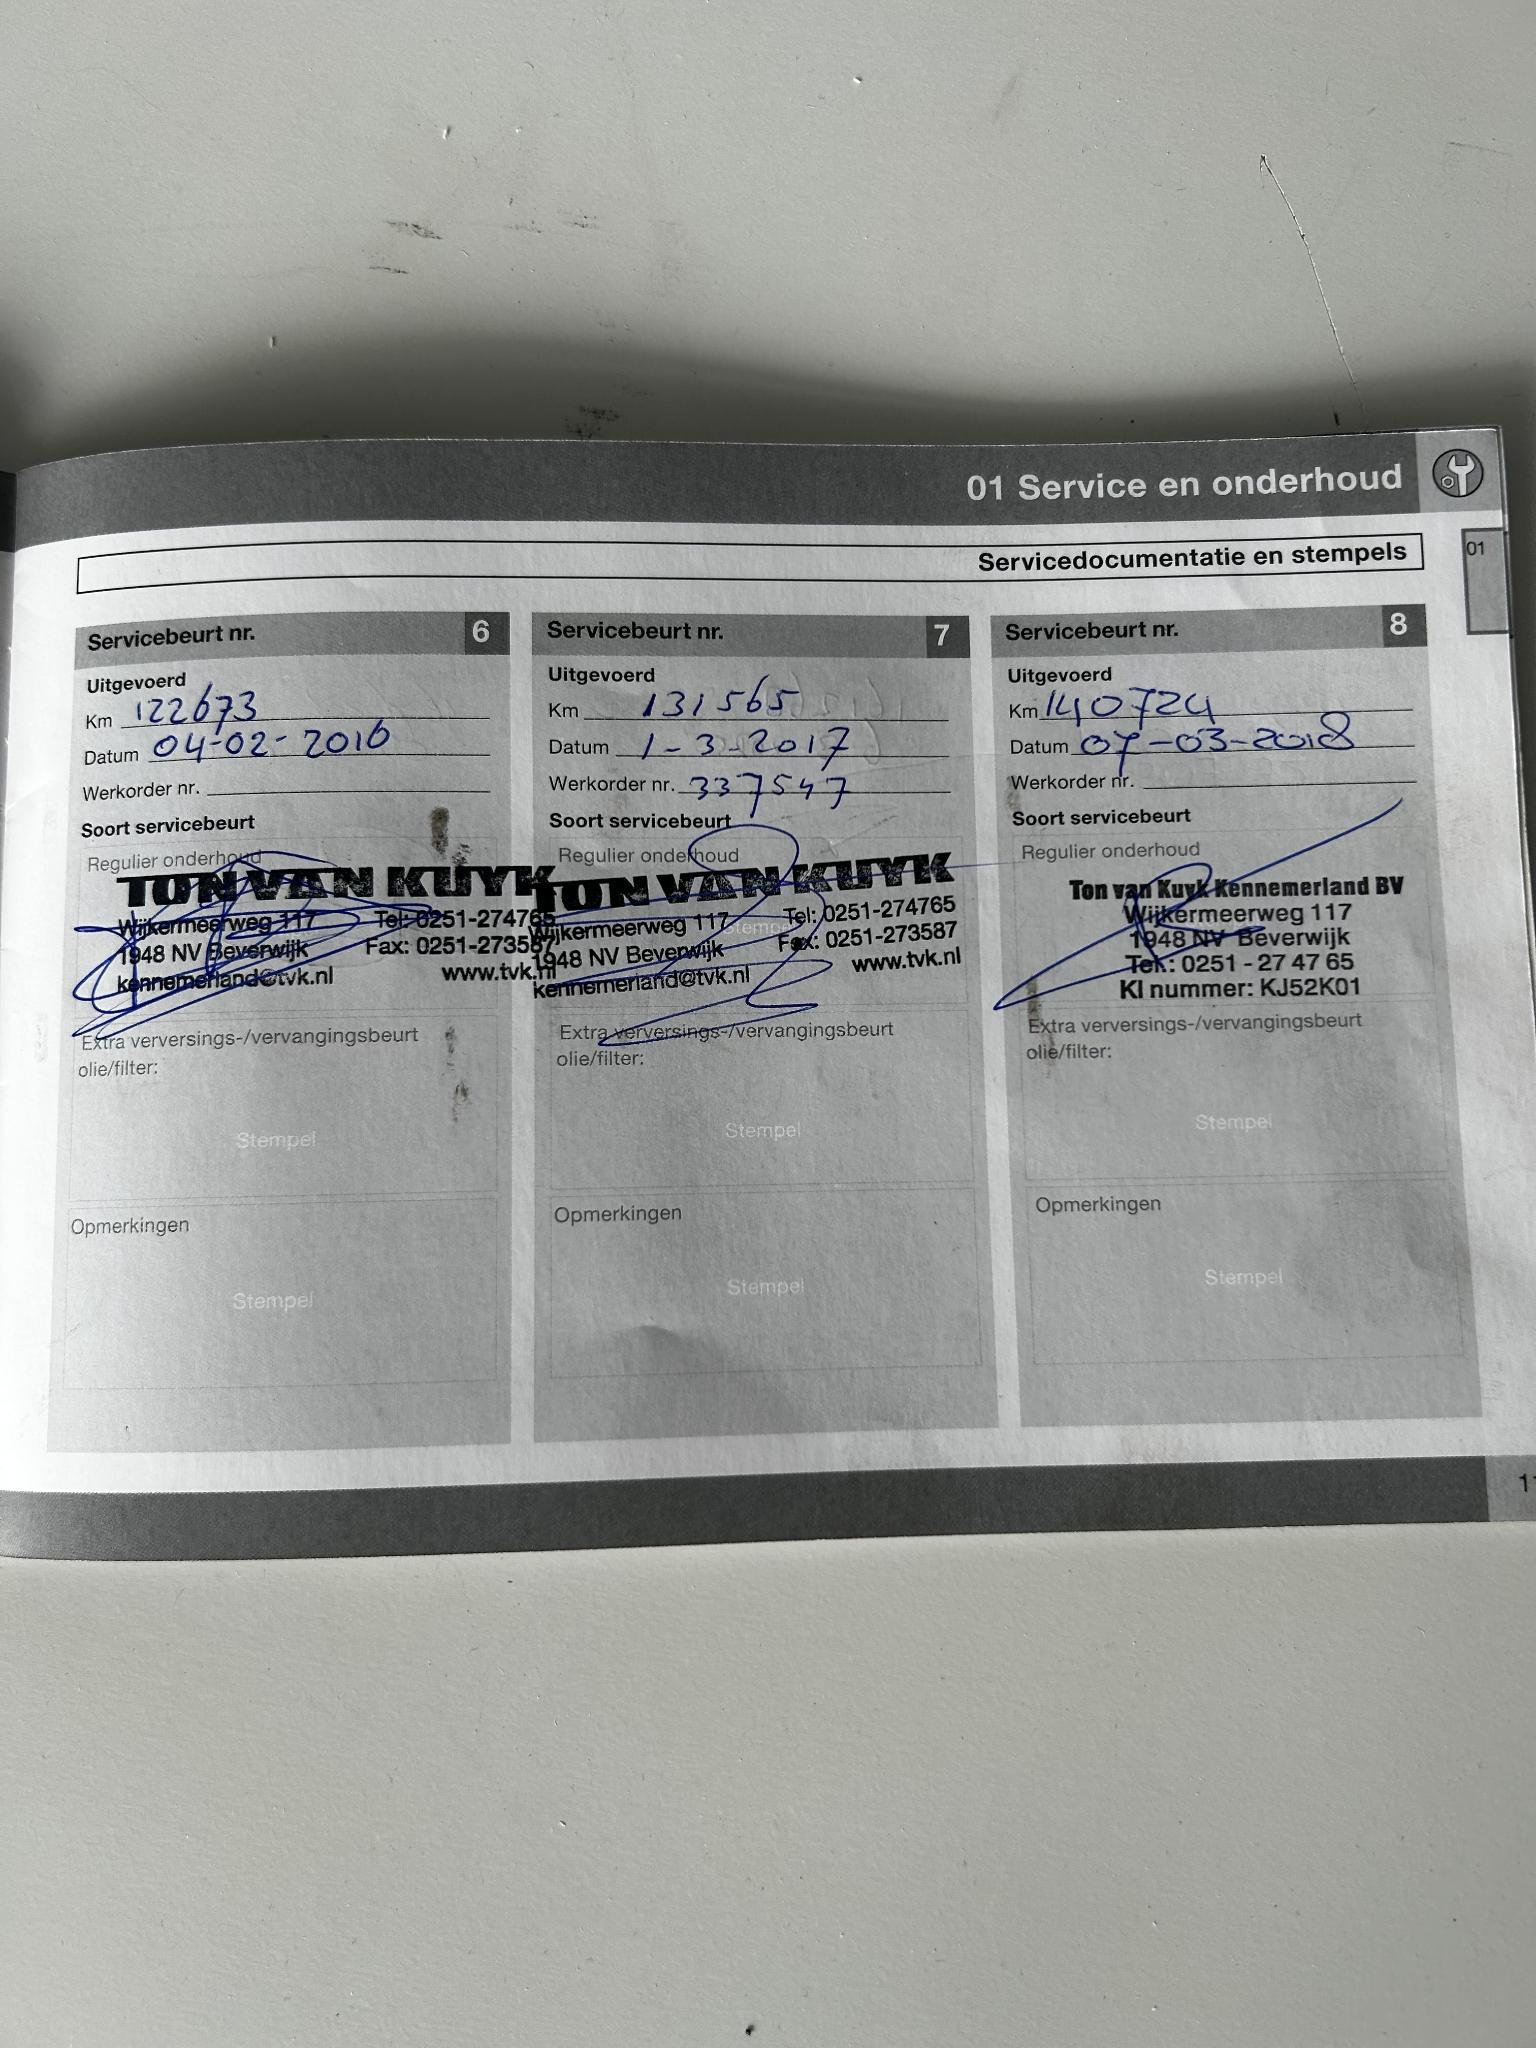 01 Service en onderhoud
Servicedocumentatie en stempels
01
Servicebeurt nr. 6
Uitgevoerd
Km 122673
Datum 04-02-2016
Werkorder nr.
Soort servicebeurt
Regulier onderhoud
TON VAN KUYK
Wijkermeerweg 117 Tel: 0251-274765
1948 NV Beverwijk Fax: 0251-273587
kennemerland@tvk.nl www.tvk.nl
Extra verversings-/vervangingsbeurt
olie/filter:
Stempel
Opmerkingen
Stempel
Servicebeurt nr. 7
Uitgevoerd
Km 131565
Datum 1-3-2017
Werkorder nr. 337547
Soort servicebeurt
Regulier onderhoud
TON VAN KUYK
Stempel
Wijkermeerweg 117 Tel: 0251-274765
1948 NV Beverwijk Fax: 0251-273587
kennemerland@tvk.nl www.tvk.nl
Extra verversings-/vervangingsbeurt
olie/filter:
Stempel
Opmerkingen
Stempel
Servicebeurt nr. 8
Uitgevoerd
Km 140724
Datum 07-03-2018
Werkorder nr.
Soort servicebeurt
Regulier onderhoud
Ton van Kuyk Kennemerland BV
Wijkermeerweg 117
1948 NV Beverwijk
Tel.: 0251 - 27 47 65
KI nummer: KJ52K01
Extra verversings-/vervangingsbeurt
olie/filter:
Stempel
Opmerkingen
Stempel